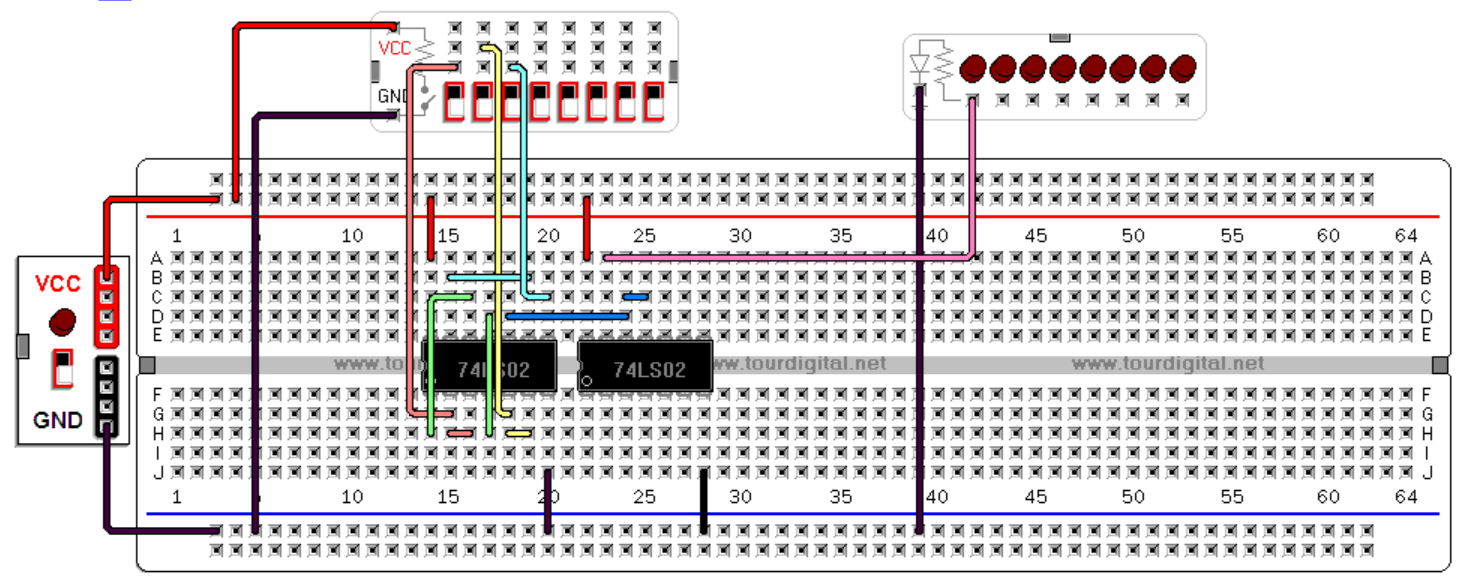 VCC
GND
1 10 15 20 25 30 35 40 45 50 55 60 64
A A
B B
C C
D D
E E
VCC
www.to 74LS02 74LS02 ww.tourdigital.net www.tourdigital.net
GND
F F
G G
H H
I I
J J
1 10 15 20 25 30 35 40 45 50 55 60 64